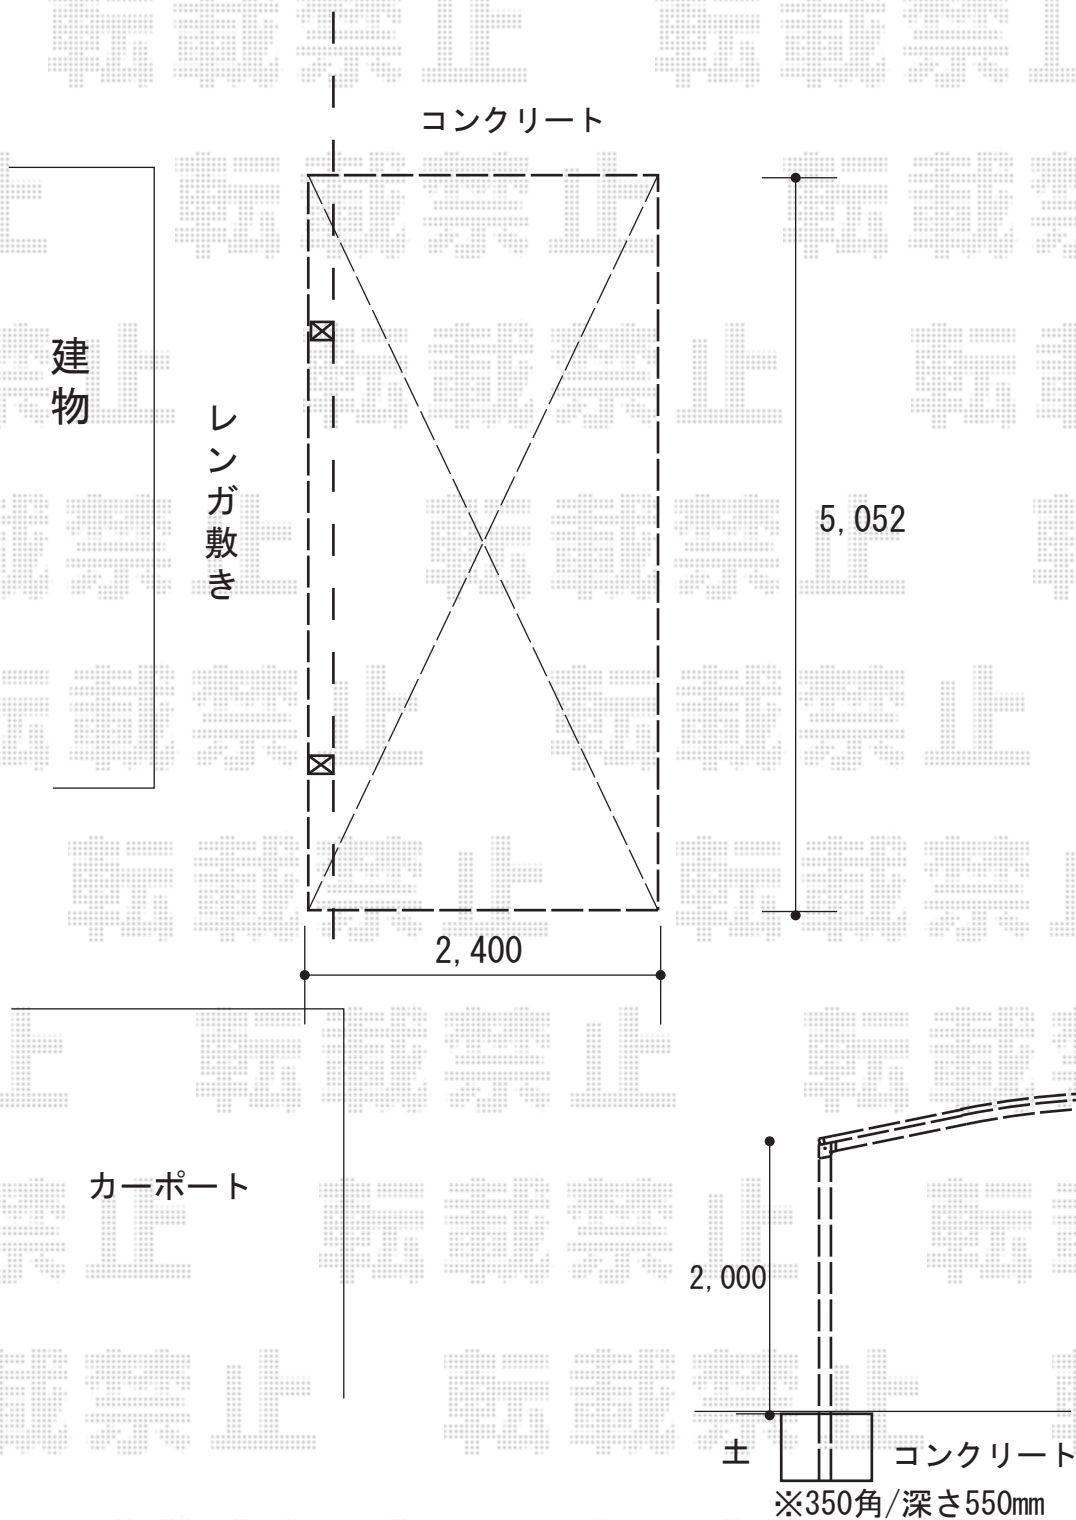 コンクリート
建物
レンガ敷き
5,052
2,400
カーポート
2,000
土
コンクリート
※350角/深さ550mm
転載禁止